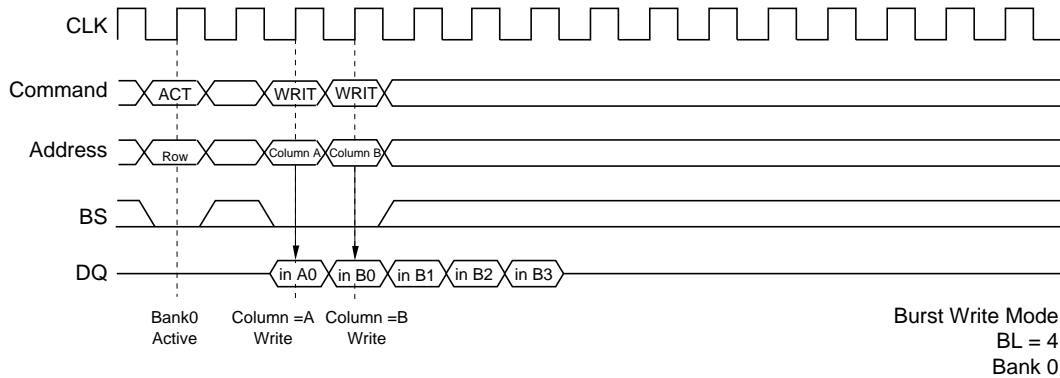 CLK
Command ACT WRIT WRIT
Address Row Column A Column B
BS
DQ in A0 in B0 in B1 in B2 in B3
Bank0 Column =A Column =B
Active Write Write
Burst Write Mode
BL = 4
Bank 0